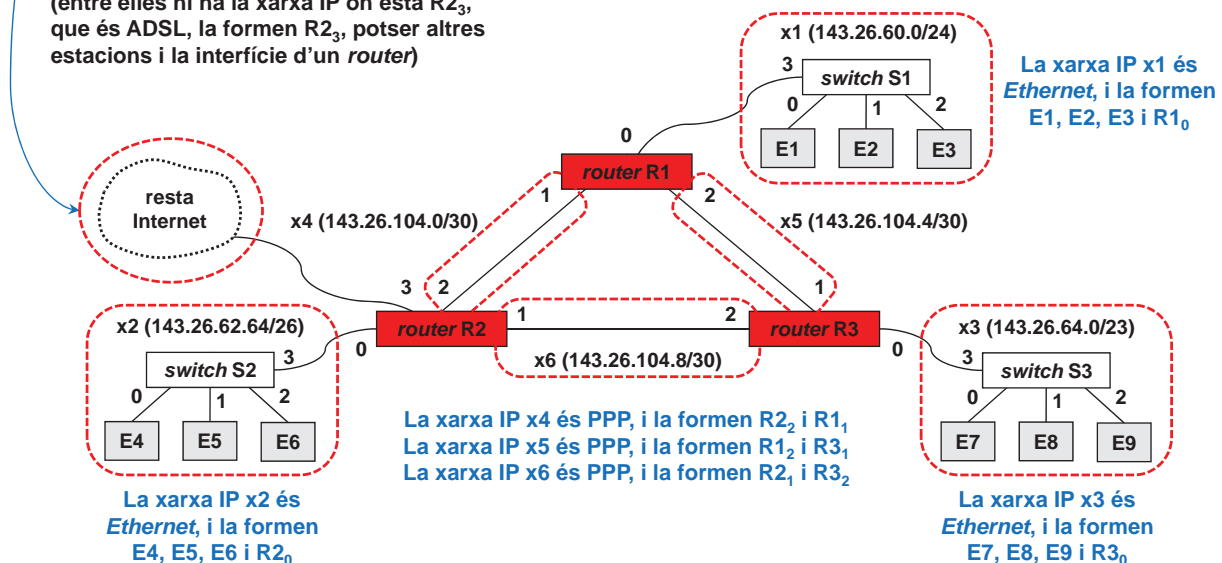 (entre elles hi ha la xarxa IP on està R2₃,
que és ADSL, la formen R2₃, potser altres
estacions i la interfície d’un router)
x1 (143.26.60.0/24)
3
switch S1
0
1
2
E1
E2
E3
La xarxa IP x1 és
Ethernet, i la formen
E1, E2, E3 i R1₀
0
router R1
1
2
resta
Internet
x4 (143.26.104.0/30)
x5 (143.26.104.4/30)
3
2
1
router R2
0
1
2
router R3
0
x6 (143.26.104.8/30)
x2 (143.26.62.64/26)
switch S2
3
0
1
2
E4
E5
E6
x3 (143.26.64.0/23)
3
switch S3
0
1
2
E7
E8
E9
La xarxa IP x4 és PPP, i la formen R2₂ i R1₁
La xarxa IP x5 és PPP, i la formen R1₂ i R3₁
La xarxa IP x6 és PPP, i la formen R2₁ i R3₂
La xarxa IP x2 és
Ethernet, i la formen
E4, E5, E6 i R2₀
La xarxa IP x3 és
Ethernet, i la formen
E7, E8, E9 i R3₀